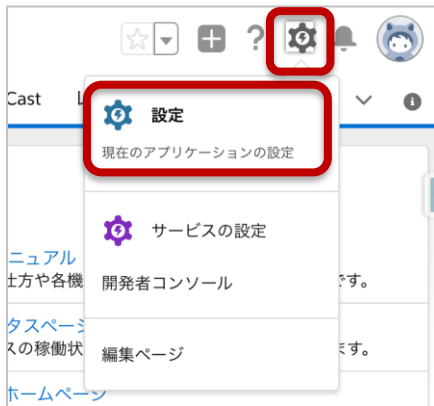 Cast
設定
現在のアプリケーションの設定
サービスの設定
ニュアル
仕方や各機
開発者コンソール
です。
タスペー
スの稼働状
編集ページ
ます。
ホームページ